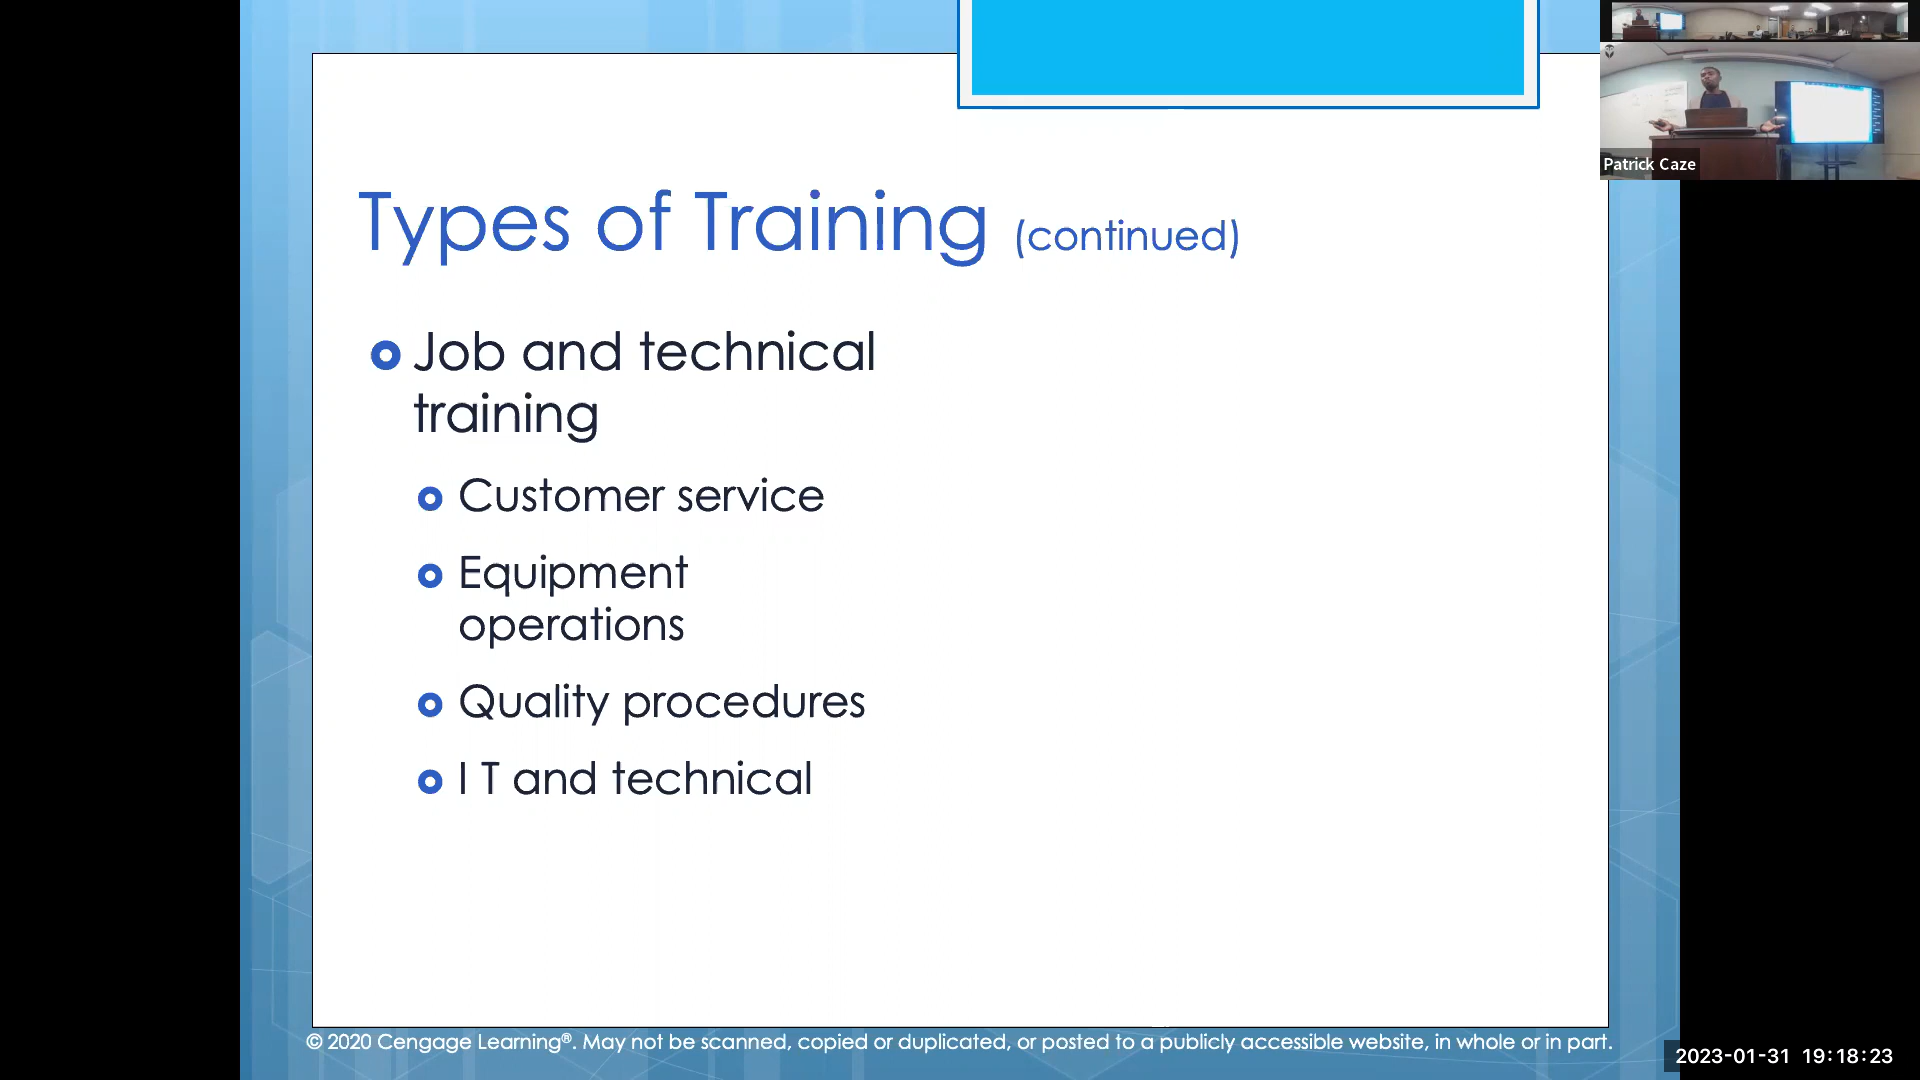 Types of Training (continued)
Job and technical
training
Customer service
Equipment
operations
Quality procedures
I T and technical
© 2020 Cengage Learning®. May not be scanned, copied or duplicated, or posted to a publicly accessible website, in whole or in part.
Patrick Caze
2023-01-31 19:18:23